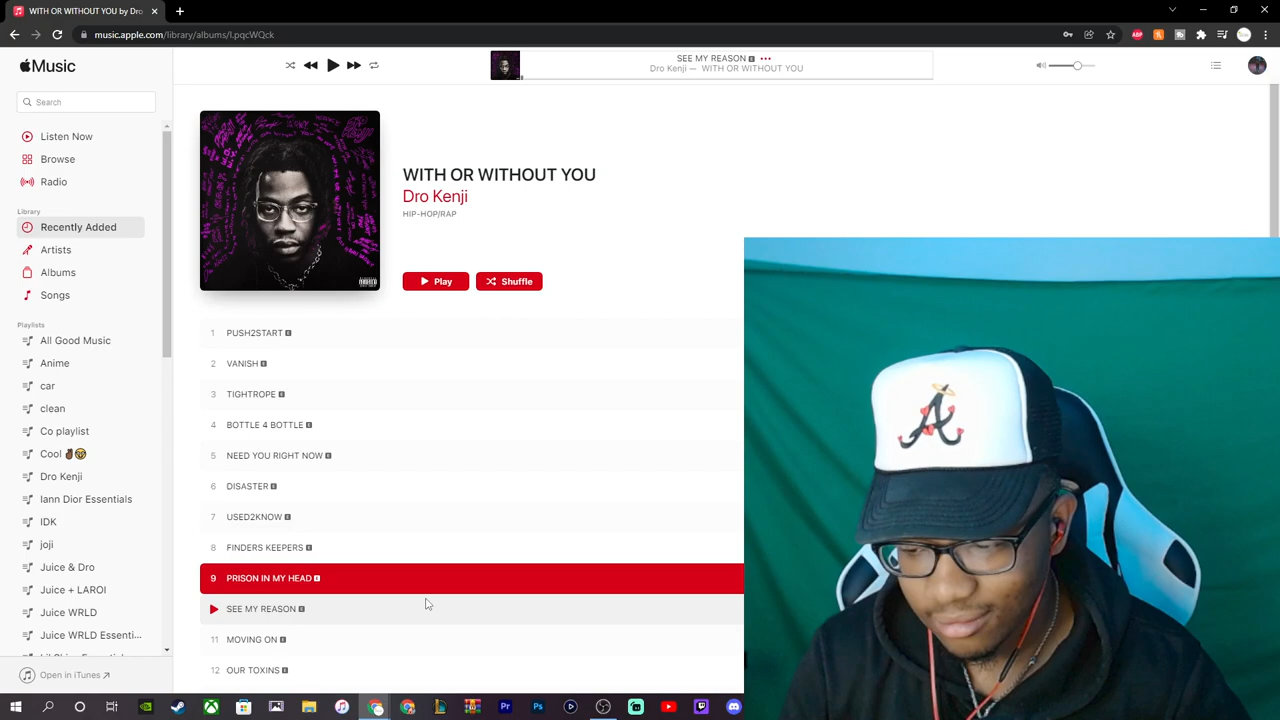 WITH OR WITHOUT YOU by Dro
music.apple.com/library/albums/l.pqcWQck
Music
SEE MY REASON E •••
Dro Kenji — WITH OR WITHOUT YOU
Search
Listen Now
Browse
Radio
Library
Recently Added
Artists
Albums
Songs
Playlists
All Good Music
Anime
car
clean
Co playlist
Cool ✌🏿🤓
Dro Kenji
Iann Dior Essentials
IDK
joji
Juice & Dro
Juice + LAROI
Juice WRLD
Juice WRLD Essenti...
Open in iTunes ↗
WITH OR WITHOUT YOU
Dro Kenji
HIP-HOP/RAP
Play
Shuffle
1 PUSH2START E
2 VANISH E
3 TIGHTROPE E
4 BOTTLE 4 BOTTLE E
5 NEED YOU RIGHT NOW E
6 DISASTER E
7 USED2KNOW E
8 FINDERS KEEPERS E
9 PRISON IN MY HEAD E
SEE MY REASON E
11 MOVING ON E
12 OUR TOXINS E
A
Pr
Ps